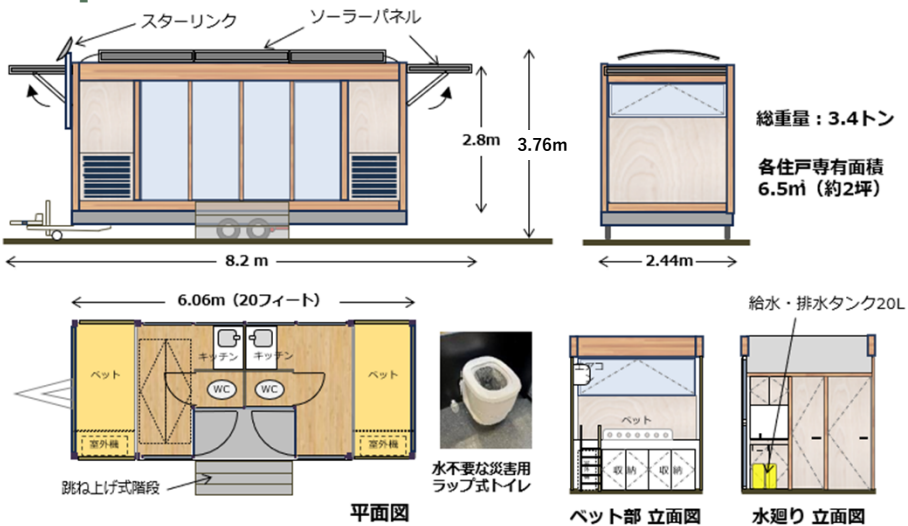 スターリンク
ソーラーパネル
2.8m
3.76m
総重量：3.4トン
各住戸専有面積
6.5㎡（約2坪）
8.2 m
2.44m
6.06m（20フィート）
給水・排水タンク20L
キッチン
キッチン
ベット
WC
WC
ベット
室外機
室外機
跳ね上げ式階段
平面図
水不要な災害用
ラップ式トイレ
ベット
収納
収納
ベット部 立面図
水廻り 立面図